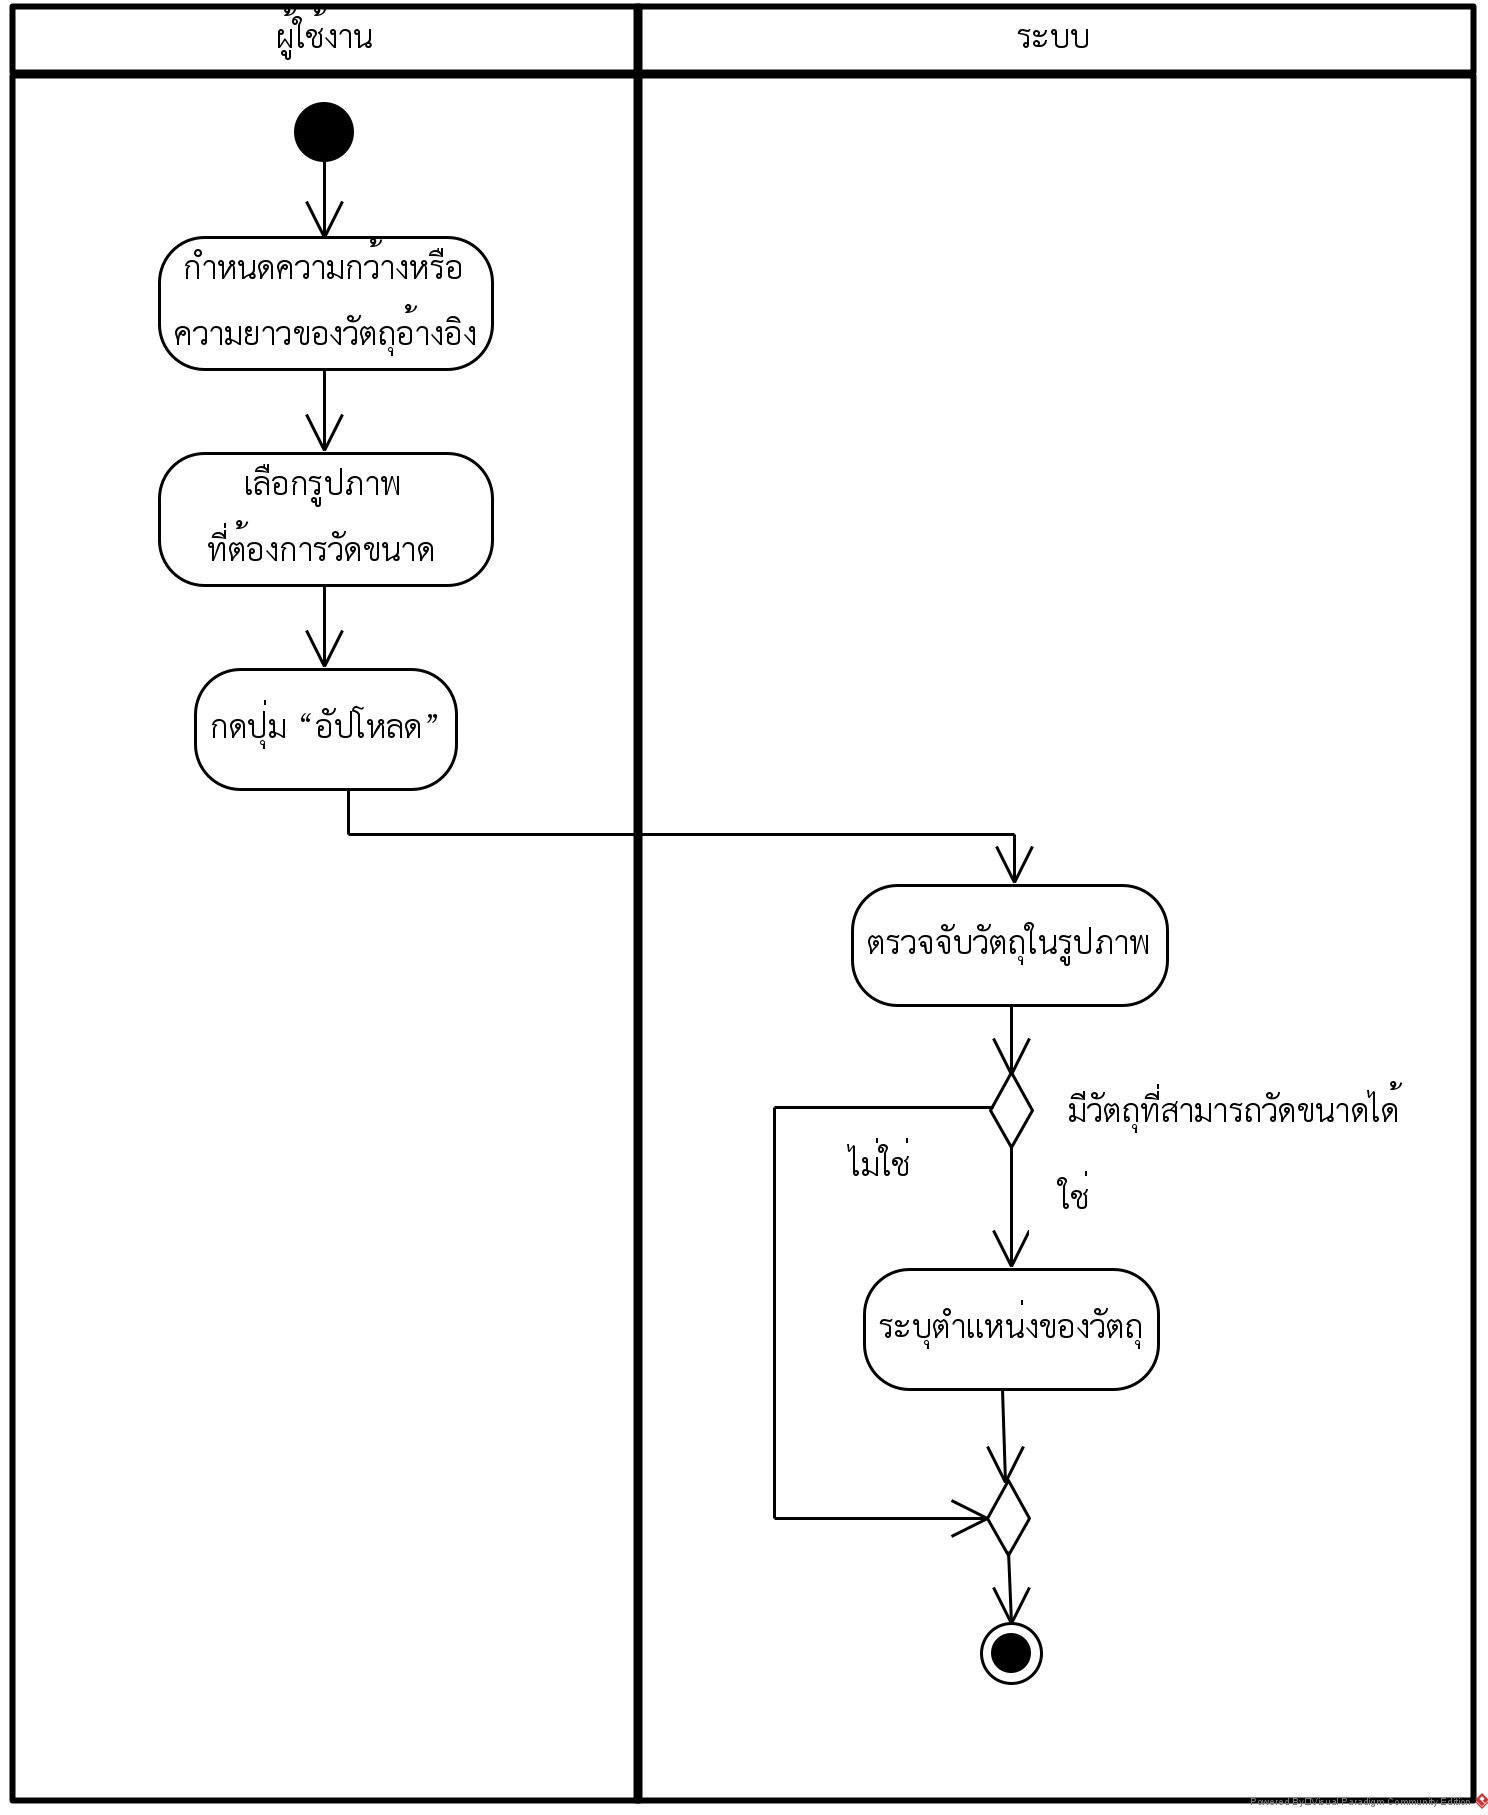 ผู้ใช้งาน
ระบบ
กำหนดความกว้างหรือ
ความยาวของวัตถุอ้างอิง
เลือกรูปภาพ
ที่ต้องการวัดขนาด
กดปุ่ม “อัปโหลด”
ตรวจจับวัตถุในรูปภาพ
มีวัตถุที่สามารถวัดขนาดได้
ไม่ใช่
ใช่
ระบุตำแหน่งของวัตถุ
Powered By Visual Paradigm Community Edition